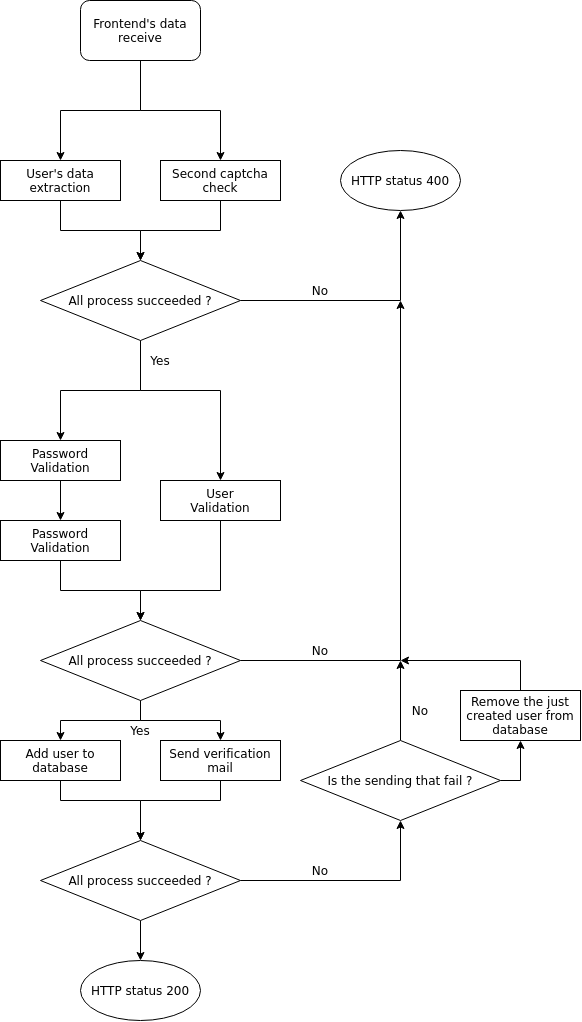 Frontend's data
receive
User's data
extraction
Second captcha
check
HTTP status 400
All process succeeded ?
No
Yes
Password
Validation
User
Validation
Password
Validation
All process succeeded ?
No
Yes
Add user to
database
Send verification
mail
No
Remove the just
created user from
database
Is the sending that fail ?
All process succeeded ?
No
HTTP status 200